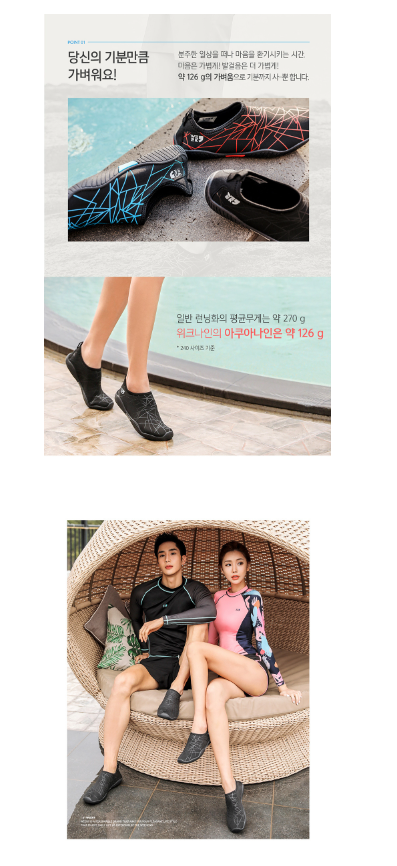 POINT 01
당신의 기분만큼
가벼워요!
분주한 일상을 떠나 마음을 환기시키는 시간,
마음은 가볍게! 발걸음은 더 가볍게!
약 126 g의 가벼움으로 기분까지 사-뿐 합니다.
일반 런닝화의 평균무게는 약 270 g
워크나인의 아쿠아나인은 약 126 g
* 240 사이즈 기준